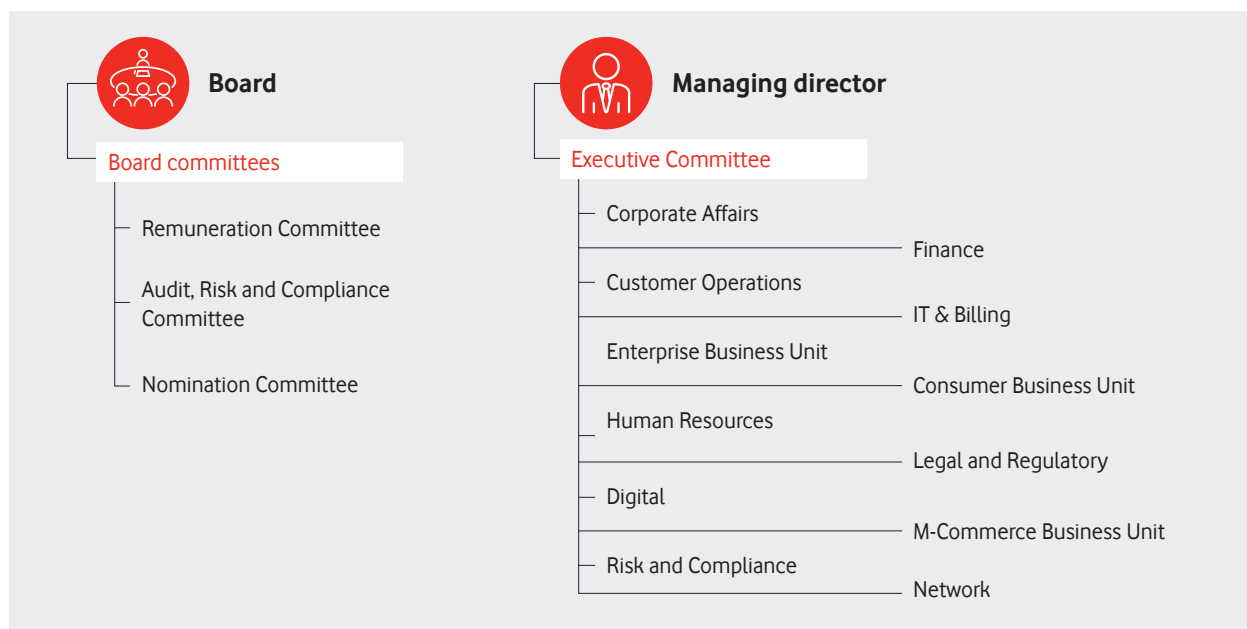 Board
Board committees
Remuneration Committee
Audit, Risk and Compliance
Committee
Nomination Committee
Managing director
Executive Committee
Corporate Affairs
Finance
Customer Operations
IT & Billing
Enterprise Business Unit
Consumer Business Unit
Human Resources
Legal and Regulatory
Digital
M-Commerce Business Unit
Risk and Compliance
Network